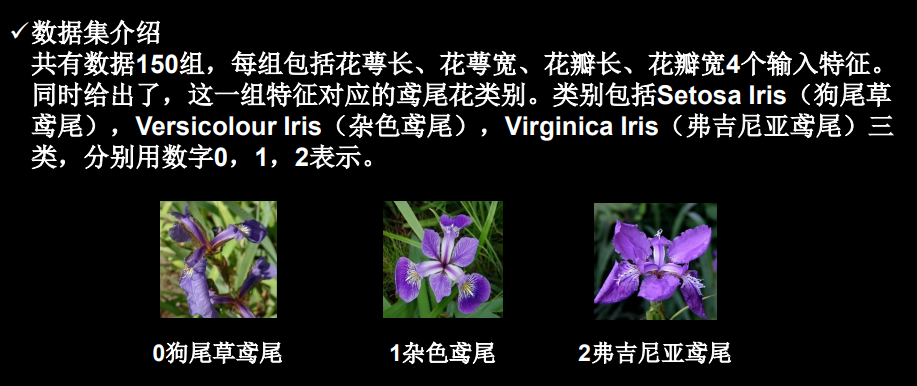 ✓数据集介绍
共有数据150组，每组包括花萼长、花萼宽、花瓣长、花瓣宽4个输入特征。
同时给出了，这一组特征对应的鸢尾花类别。类别包括Setosa Iris（狗尾草
鸢尾），Versicolour Iris（杂色鸢尾），Virginica Iris（弗吉尼亚鸢尾）三
类，分别用数字0，1，2表示。
0狗尾草鸢尾
1杂色鸢尾
2弗吉尼亚鸢尾